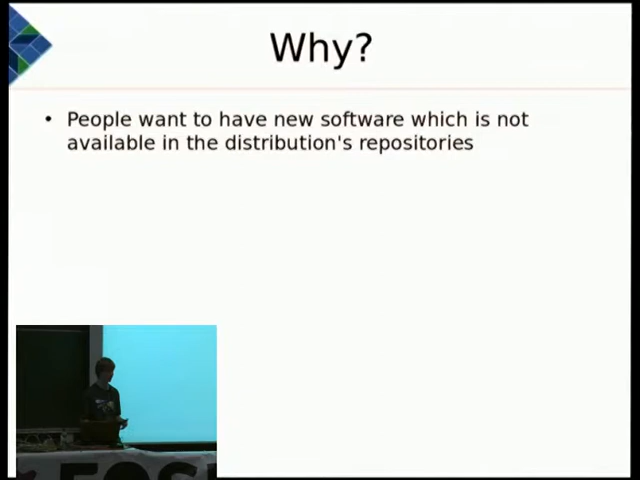 Why?
• People want to have new software which is not
available in the distribution's repositories